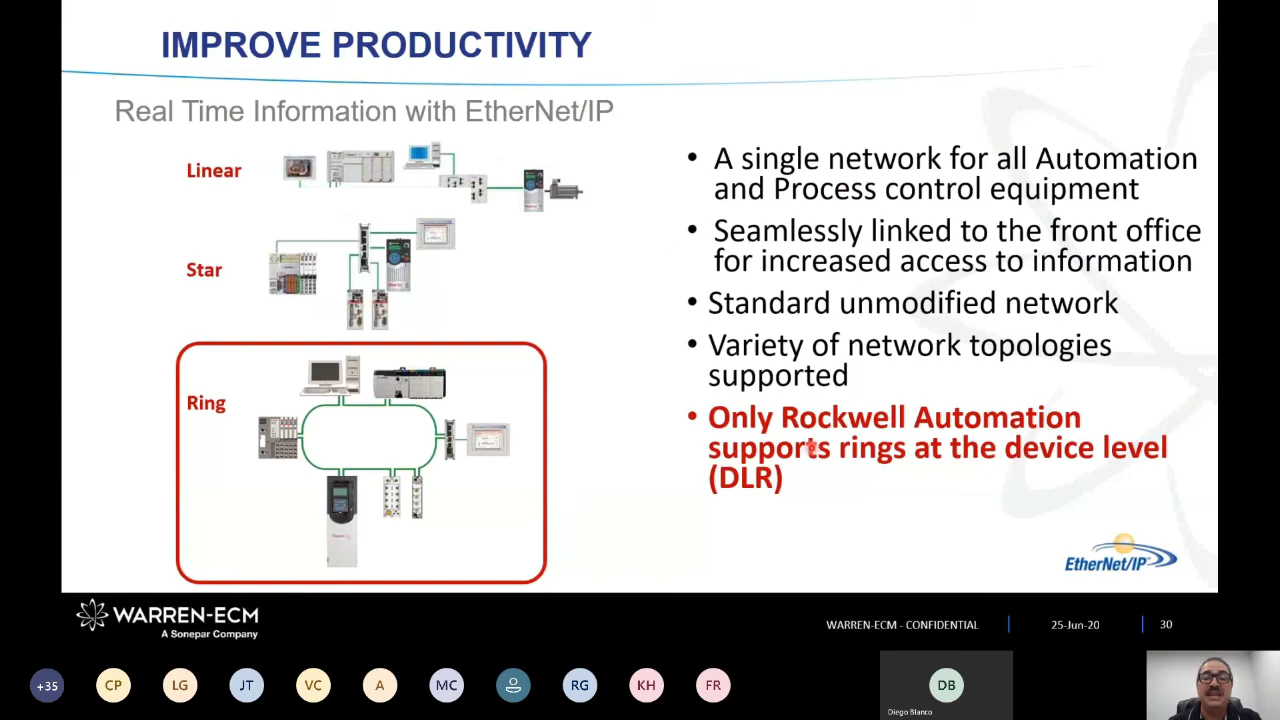 IMPROVE PRODUCTIVITY
Real Time Information with EtherNet/IP
Linear
Star
Ring
• A single network for all Automation
and Process control equipment
• Seamlessly linked to the front office
for increased access to information
• Standard unmodified network
• Variety of network topologies
supported
• Only Rockwell Automation
supports rings at the device level
(DLR)
EtherNet/IP™
WARREN-ECM
A Sonepar Company
WARREN-ECM - CONFIDENTIAL
25-Jun-20
30
+35
CP
LG
JT
VC
A
MC
RG
KH
FR
DB
Diego Blanco